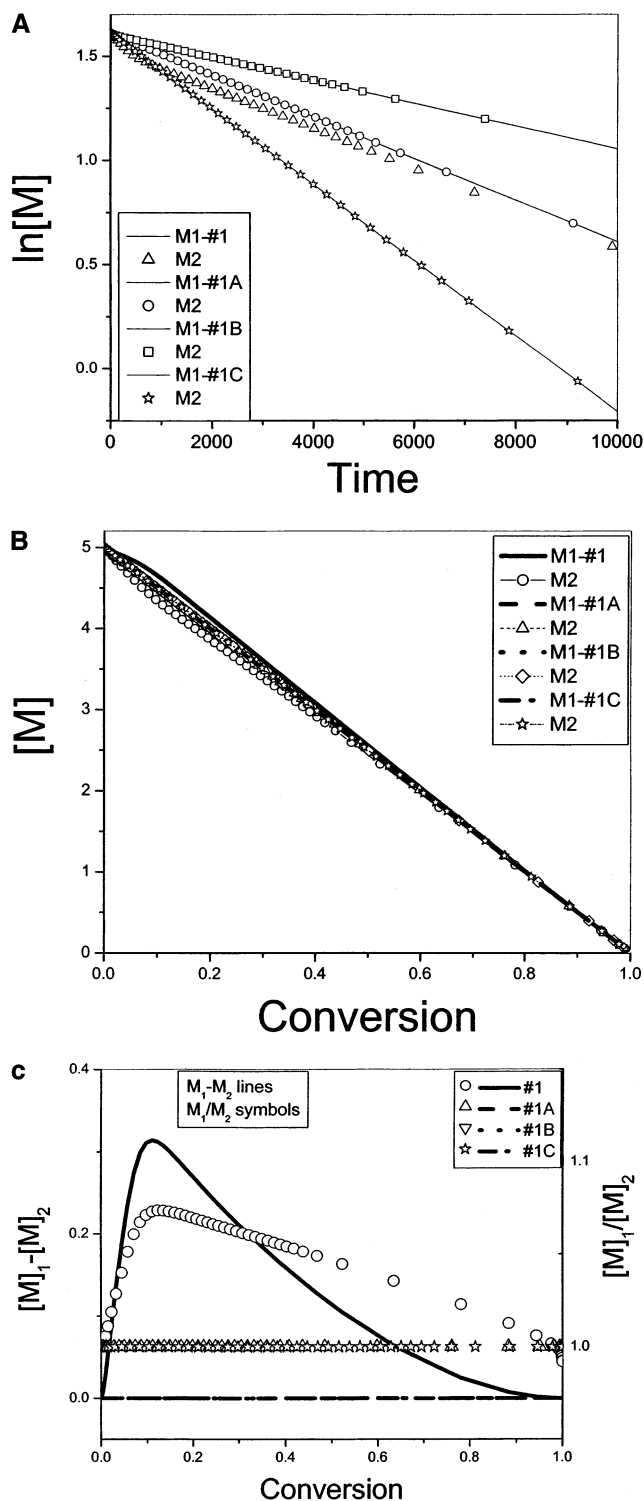 A
1.5
1.0
0.5
0.0
ln[M]
M1-#1
M2
M1-#1A
M2
M1-#1B
M2
M1-#1C
M2
0 2000 4000 6000 8000 10000
Time
B
5
4
3
2
1
0
[M]
M1-#1
M2
M1-#1A
M2
M1-#1B
M2
M1-#1C
M2
0.0 0.2 0.4 0.6 0.8 1.0
Conversion
c
0.4
0.2
0.0
[M]₁-[M]₂
M₁-M₂ lines
M₁/M₂ symbols
#1
#1A
#1B
#1C
1.1
1.0
[M]₁/[M]₂
0.0 0.2 0.4 0.6 0.8 1.0
Conversion